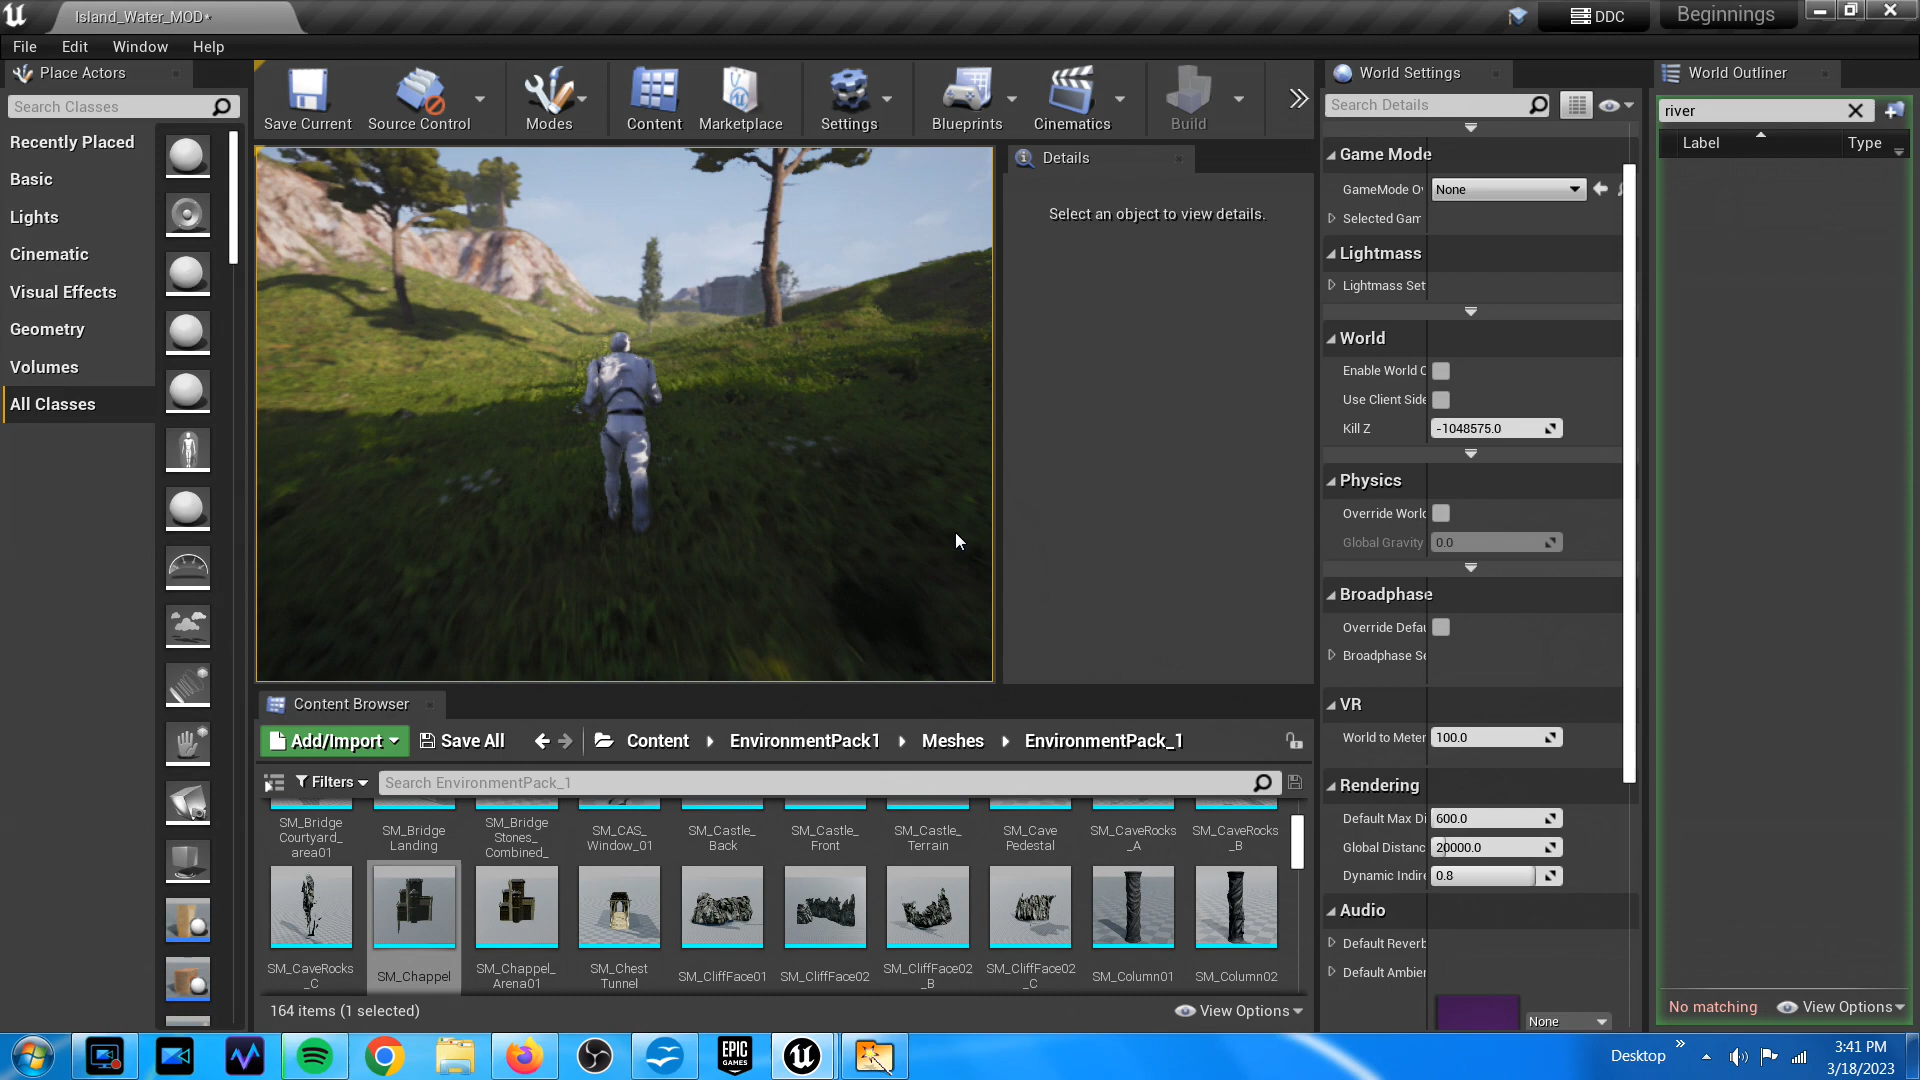 Island_Water_MOD*
DDC
Beginnings
File Edit Window Help
Place Actors
Search Classes
Recently Placed
Basic
Lights
Cinematic
Visual Effects
Geometry
Volumes
All Classes
Save Current
Source Control
Modes
Content
Marketplace
Settings
Blueprints
Cinematics
Build
Details
Select an object to view details.
World Settings
Search Details
Game Mode
GameMode Ov
None
Selected Gam
Lightmass
Lightmass Set
World
Enable World C
Use Client Side
Kill Z
-1048575.0
Physics
Override World
Global Gravity
0.0
Broadphase
Override Defau
Broadphase Se
VR
World to Meter
100.0
Rendering
Default Max Di
600.0
Global Distanc
20000.0
Dynamic Indire
0.8
Audio
Default Reverb
Default Ambien
None
World Outliner
river
Label
Type
No matching
View Options
Content Browser
Add/Import
Save All
Content
EnvironmentPack1
Meshes
EnvironmentPack_1
Filters
Search EnvironmentPack_1
SM_Bridge
Courtyard_
area01
SM_Bridge
Landing
SM_Bridge
Stones_
Combined_
SM_CAS_
Window_01
SM_Castle_
Back
SM_Castle_
Front
SM_Castle_
Terrain
SM_Cave
Pedestal
SM_CaveRocks
_A
SM_CaveRocks
_B
SM_CaveRocks
_C
SM_Chappel
SM_Chappel_
Arena01
SM_Chest
Tunnel
SM_CliffFace01
SM_CliffFace02
SM_CliffFace02
_B
SM_CliffFace02
_C
SM_Column01
SM_Column02
164 items (1 selected)
View Options
EPIC
GAMES
Desktop
3:41 PM
3/18/2023